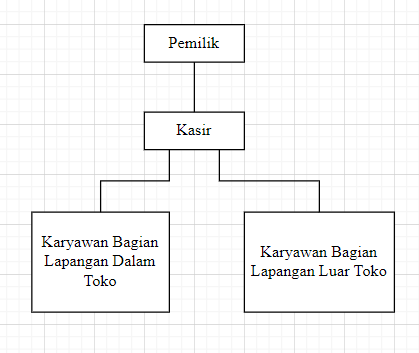 Pemilik
Kasir
Karyawan Bagian
Lapangan Dalam
Toko
Karyawan Bagian
Lapangan Luar Toko